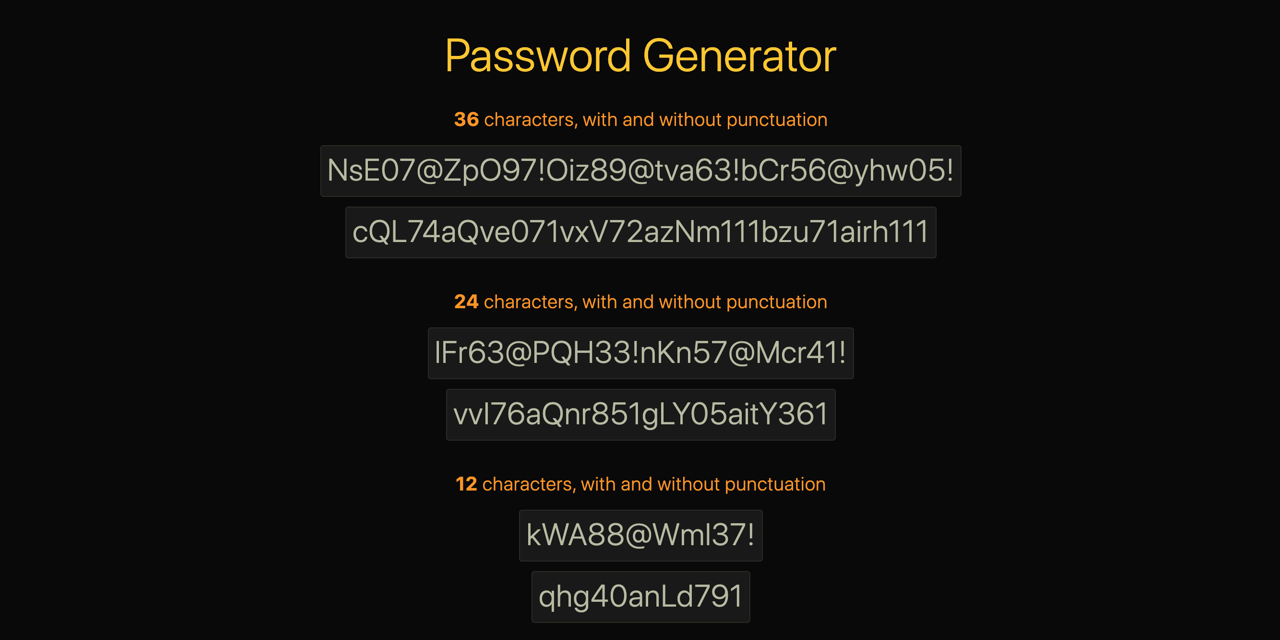 Password Generator
36 characters, with and without punctuation
NsE07@ZpO97!Oiz89@tva63!bCr56@yhw05!
cQL74aQve071vxV72azNm111bzu71airh111
24 characters, with and without punctuation
lFr63@PQH33!nKn57@Mcr41!
vvl76aQnr851gLY05aitY361
12 characters, with and without punctuation
kWA88@Wml37!
qhg40anLd791